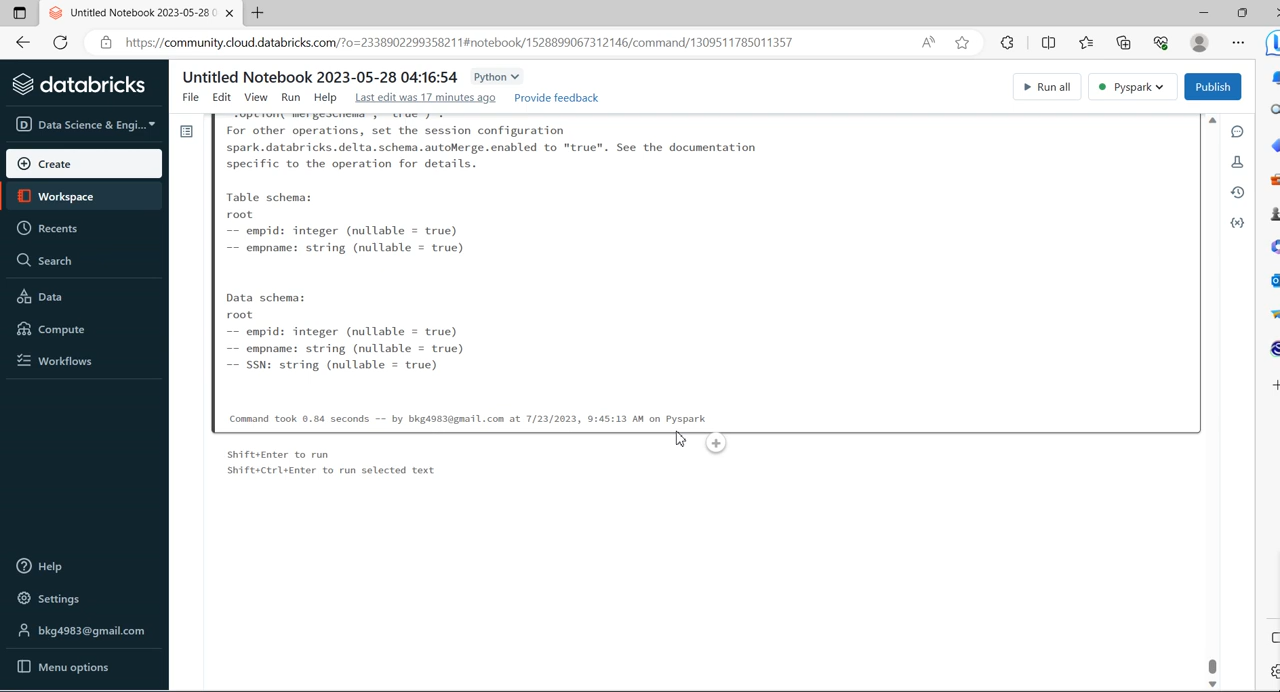 Untitled Notebook 2023-05-28 0
https://community.cloud.databricks.com/?o=2338902299358211#notebook/1528899067312146/command/1309511785011357
databricks
Untitled Notebook 2023-05-28 04:16:54
Python
File
Edit
View
Run
Help
Last edit was 17 minutes ago
Provide feedback
Run all
Pyspark
Publish
Data Science & Engi...
Create
Workspace
Recents
Search
Data
Compute
Workflows
Help
Settings
bkg4983@gmail.com
Menu options
'.option("mergeSchema", "true")'.
For other operations, set the session configuration
spark.databricks.delta.schema.autoMerge.enabled to "true". See the documentation
specific to the operation for details.
Table schema:
root
-- empid: integer (nullable = true)
-- empname: string (nullable = true)
Data schema:
root
-- empid: integer (nullable = true)
-- empname: string (nullable = true)
-- SSN: string (nullable = true)
Command took 0.84 seconds -- by bkg4983@gmail.com at 7/23/2023, 9:45:13 AM on Pyspark
Shift+Enter to run
Shift+Ctrl+Enter to run selected text